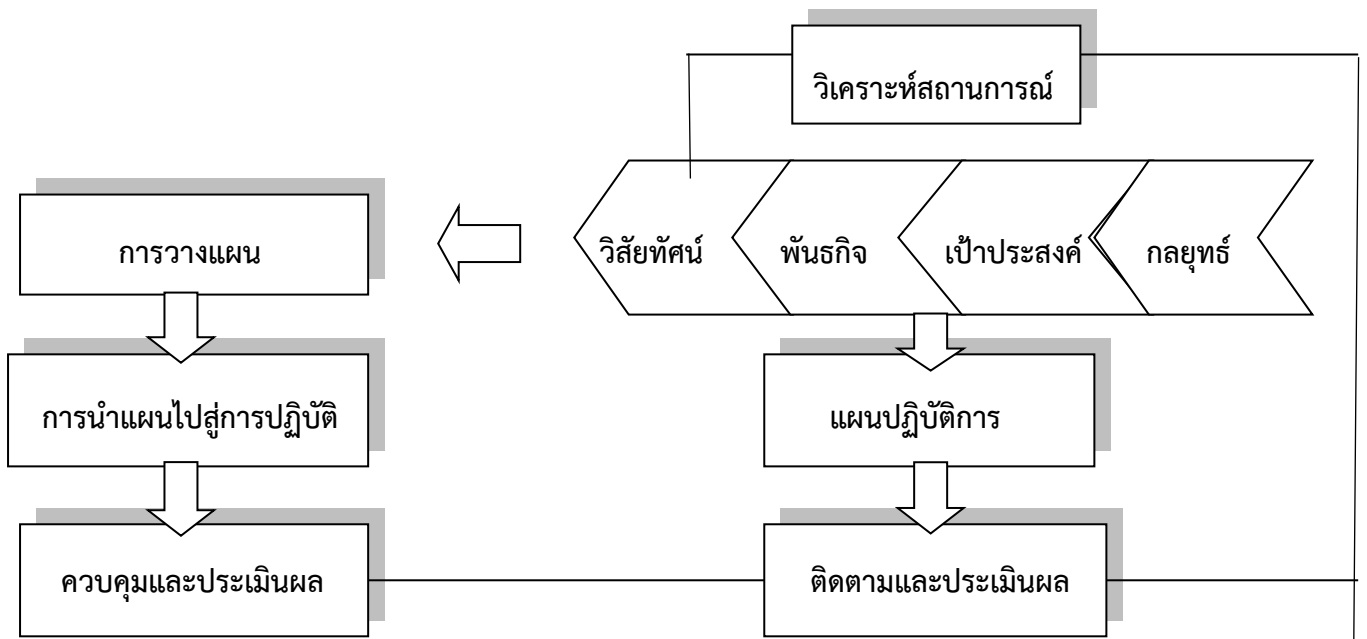 วิเคราะห์สถานการณ์
การวางแผน
วิสัยทัศน์
พันธกิจ
เป้าประสงค์
กลยุทธ์
การนำแผนไปสู่การปฏิบัติ
แผนปฏิบัติการ
ควบคุมและประเมินผล
ติดตามและประเมินผล